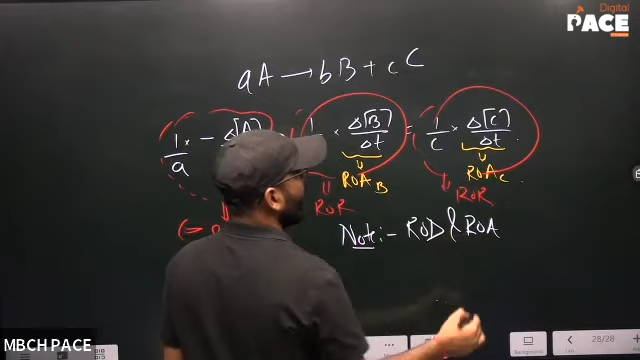 Digital
PACE
aA → bB + cC
1/a × - Δ[A] 1 × Δ[B]/Δt = 1/c × Δ[C]/Δt
ROA_B ROA_C
ROR ROR
Note:- ROD & ROA
MBCH PACE
28/28
Background